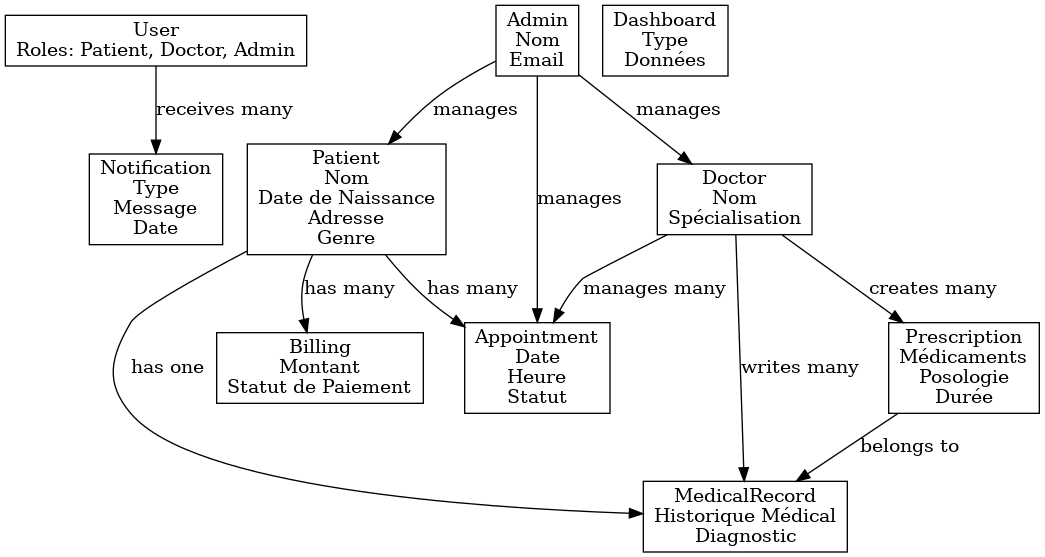 User
Roles: Patient, Doctor, Admin
Admin
Nom
Email
Dashboard
Type
Données
receives many
manages
manages
Notification
Type
Message
Date
Patient
Nom
Date de Naissance
Adresse
Genre
manages
Doctor
Nom
Spécialisation
has one
has many
has many
manages many
creates many
Billing
Montant
Statut de Paiement
Appointment
Date
Heure
Statut
writes many
Prescription
Médicaments
Posologie
Durée
belongs to
MedicalRecord
Historique Médical
Diagnostic